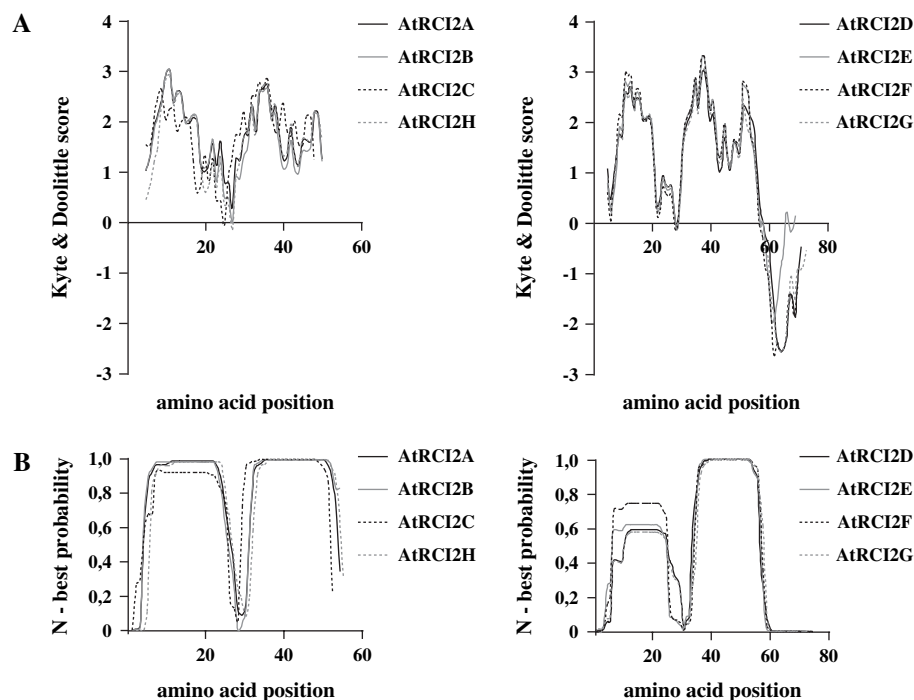 A
Kyte & Doolittle score
4
3
2
1
0
-1
-2
-3
20
40
60
amino acid position
AtRCI2A
AtRCI2B
AtRCI2C
AtRCI2H
Kyte & Doolittle score
4
3
2
1
0
-1
-2
-3
20
40
60
80
amino acid position
AtRCI2D
AtRCI2E
AtRCI2F
AtRCI2G
B
N - best probability
1,0
0,8
0,6
0,4
0,2
0
20
40
60
amino acid position
AtRCI2A
AtRCI2B
AtRCI2C
AtRCI2H
N - best probability
1,0
0,8
0,6
0,4
0,2
0
20
40
60
80
amino acid position
AtRCI2D
AtRCI2E
AtRCI2F
AtRCI2G